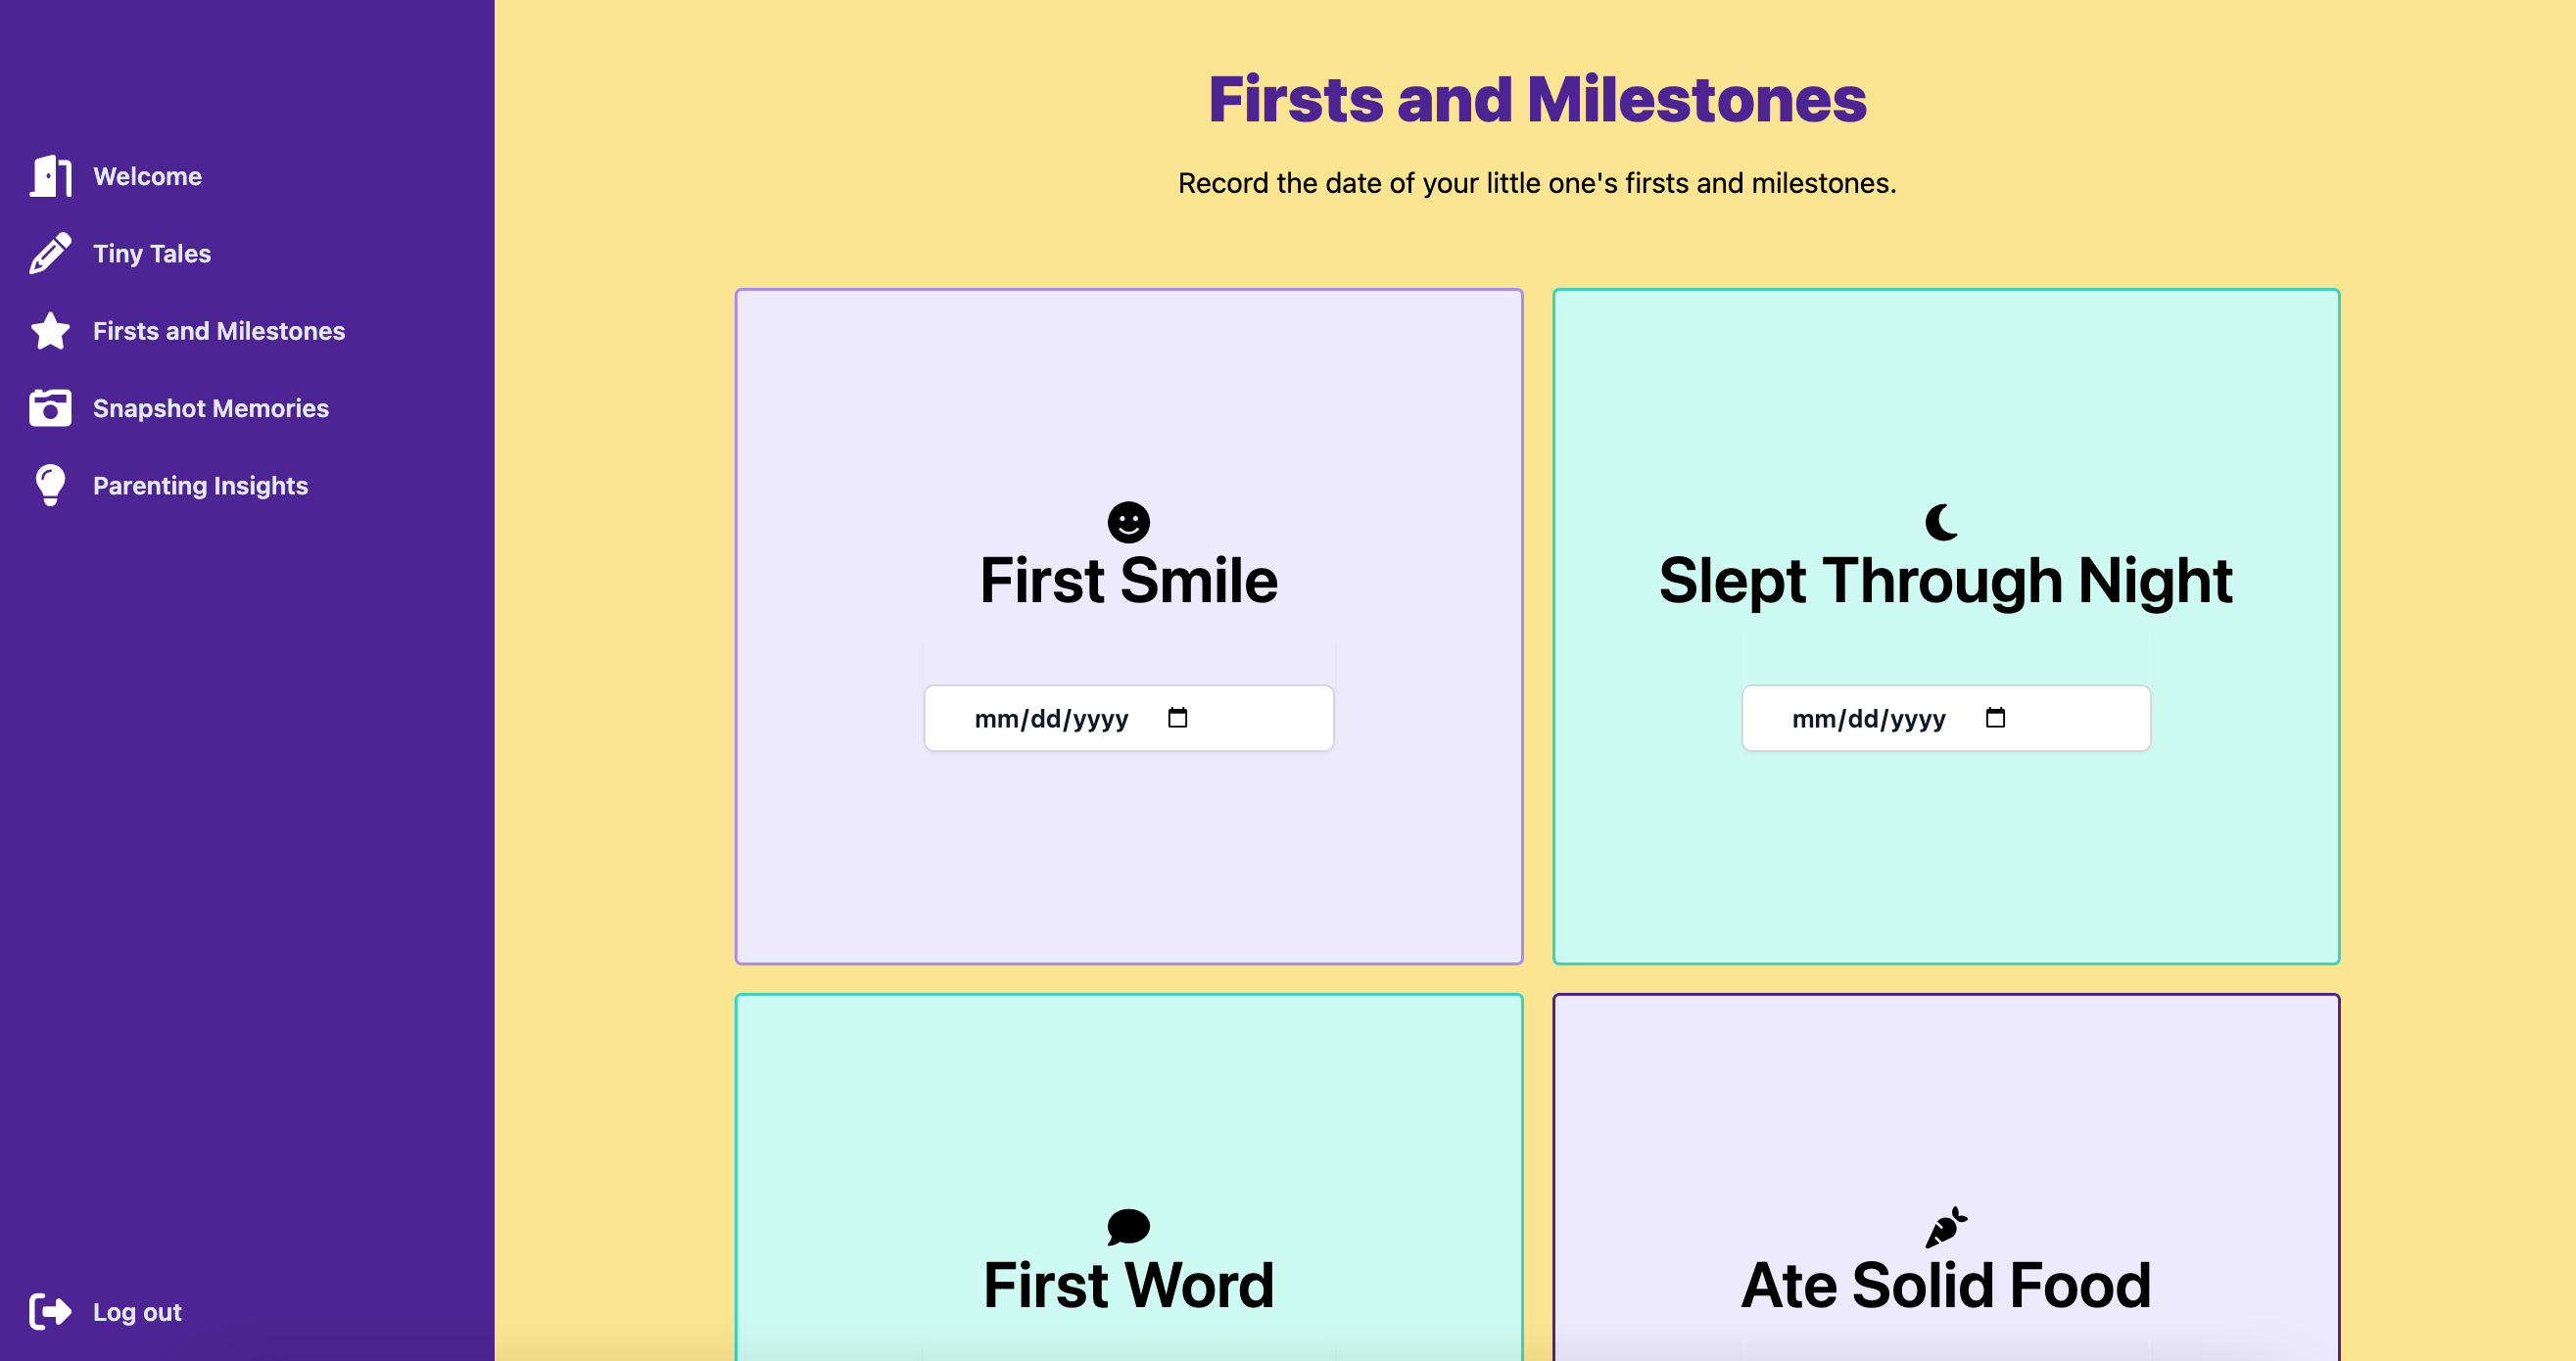 Welcome
Tiny Tales
Firsts and Milestones
Snapshot Memories
Parenting Insights
Log out
Firsts and Milestones
Record the date of your little one's firsts and milestones.
First Smile
mm/dd/yyyy
Slept Through Night
mm/dd/yyyy
First Word
Ate Solid Food